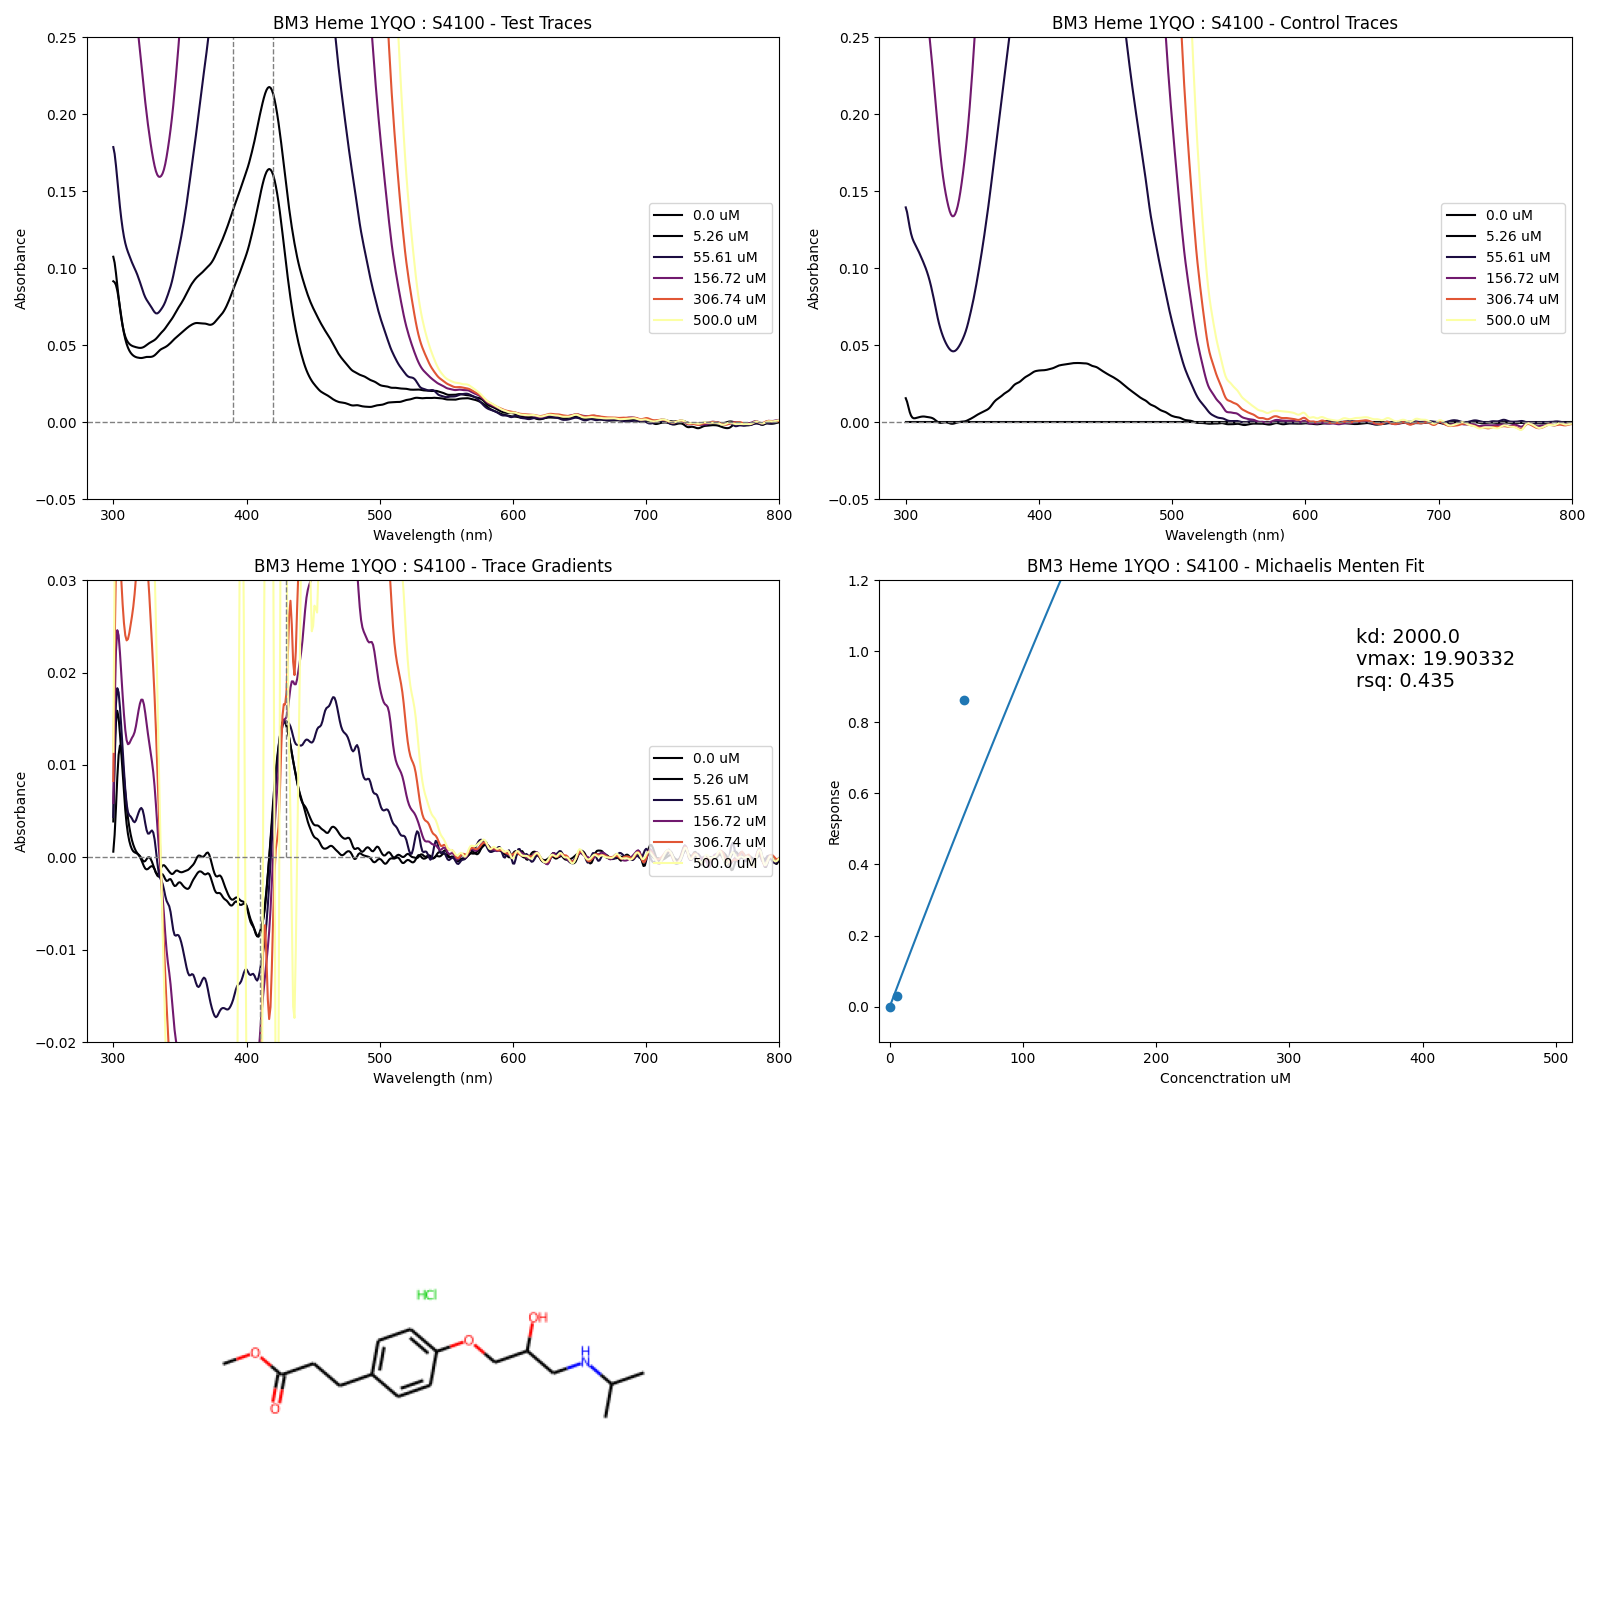 BM3 Heme 1YQO : S4100 - Test Traces
0.25
0.20
0.15
0.10
0.05
0.00
−0.05
Absorbance
300 400 500 600 700 800
Wavelength (nm)
0.0 uM
5.26 uM
55.61 uM
156.72 uM
306.74 uM
500.0 uM
BM3 Heme 1YQO : S4100 - Control Traces
0.25
0.20
0.15
0.10
0.05
0.00
−0.05
Absorbance
300 400 500 600 700 800
Wavelength (nm)
0.0 uM
5.26 uM
55.61 uM
156.72 uM
306.74 uM
500.0 uM
BM3 Heme 1YQO : S4100 - Trace Gradients
0.03
0.02
0.01
0.00
−0.01
−0.02
Absorbance
300 400 500 600 700 800
Wavelength (nm)
0.0 uM
5.26 uM
55.61 uM
156.72 uM
306.74 uM
500.0 uM
BM3 Heme 1YQO : S4100 - Michaelis Menten Fit
1.2
1.0
0.8
0.6
0.4
0.2
0.0
Response
0 100 200 300 400 500
Concenctration uM
kd: 2000.0
vmax: 19.90332
rsq: 0.435
HCl
OH
O
H
N
O
O